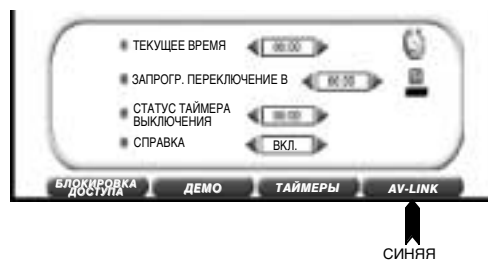 ТЕКУЩЕЕ ВРЕМЯ 00:00
ЗАПРОГР. ПЕРЕКЛЮЧЕНИЕ В 00:00
СТАТУС ТАЙМЕРА
ВЫКЛЮЧЕНИЯ 00:00
СПРАВКА ВКЛ.
БЛОКИРОВКА
ДОСТУПА ДЕМО ТАЙМЕРЫ AV-LINK
СИНЯЯ